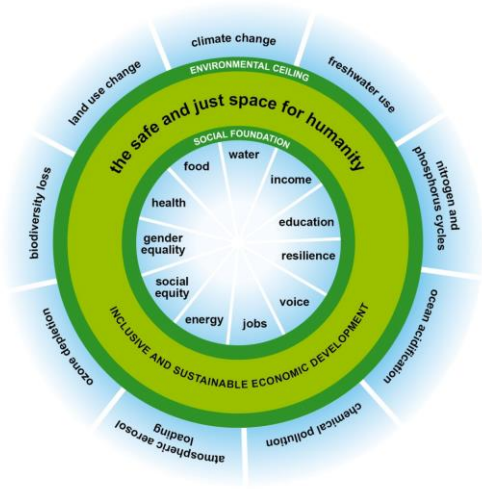 climate change
freshwater use
nitrogen and
phosphorus cycles
ocean acidification
chemical pollution
atmospheric aerosol
loading
ozone depletion
biodiversity loss
land use change
ENVIRONMENTAL CEILING
the safe and just space for humanity
SOCIAL FOUNDATION
water
income
education
resilience
voice
jobs
energy
social
equity
gender
equality
health
food
INCLUSIVE AND SUSTAINABLE ECONOMIC DEVELOPMENT